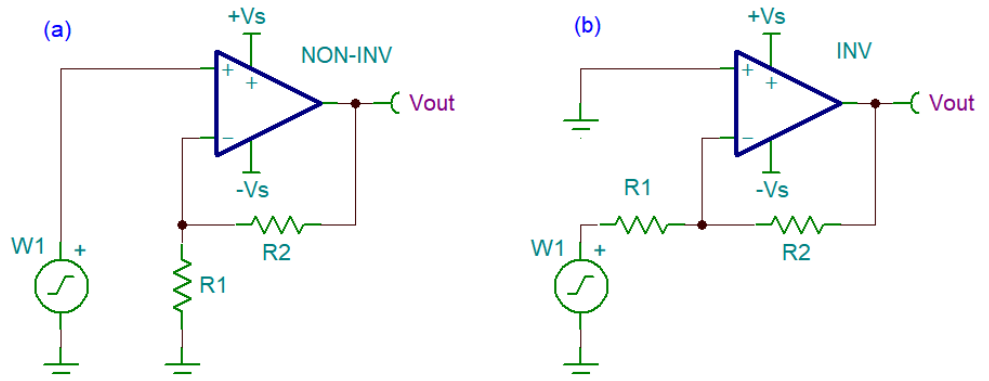 (a)
+Vs
NON-INV
+
+
−
Vout
-Vs
W1
+
R2
R1
(b)
+Vs
INV
+
+
−
Vout
-Vs
R1
W1
+
R2